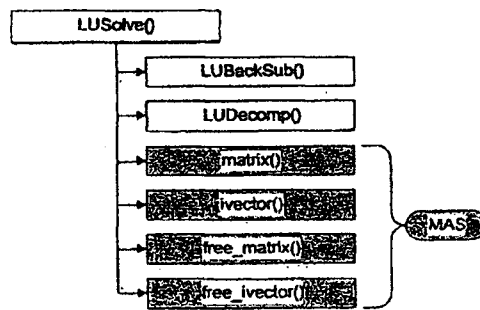 LUSolve()
LUBackSub()
LUDecomp()
matrix()
ivector()
MAS
free_matrix()
free_ivector()